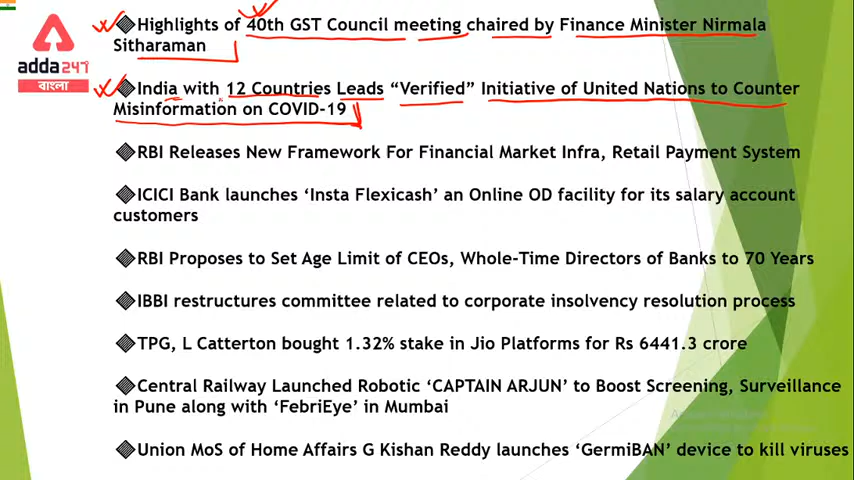 Highlights of 40th GST Council meeting chaired by Finance Minister Nirmala
Sitharaman
adda247
বাংলা
India with 12 Countries Leads “Verified” Initiative of United Nations to Counter
Misinformation on COVID-19
RBI Releases New Framework For Financial Market Infra, Retail Payment System
ICICI Bank launches ‘Insta Flexicash’ an Online OD facility for its salary account
customers
RBI Proposes to Set Age Limit of CEOs, Whole-Time Directors of Banks to 70 Years
IBBI restructures committee related to corporate insolvency resolution process
TPG, L Catterton bought 1.32% stake in Jio Platforms for Rs 6441.3 crore
Central Railway Launched Robotic ‘CAPTAIN ARJUN’ to Boost Screening, Surveillance
in Pune along with ‘FebriEye’ in Mumbai
Union MoS of Home Affairs G Kishan Reddy launches ‘GermiBAN’ device to kill viruses